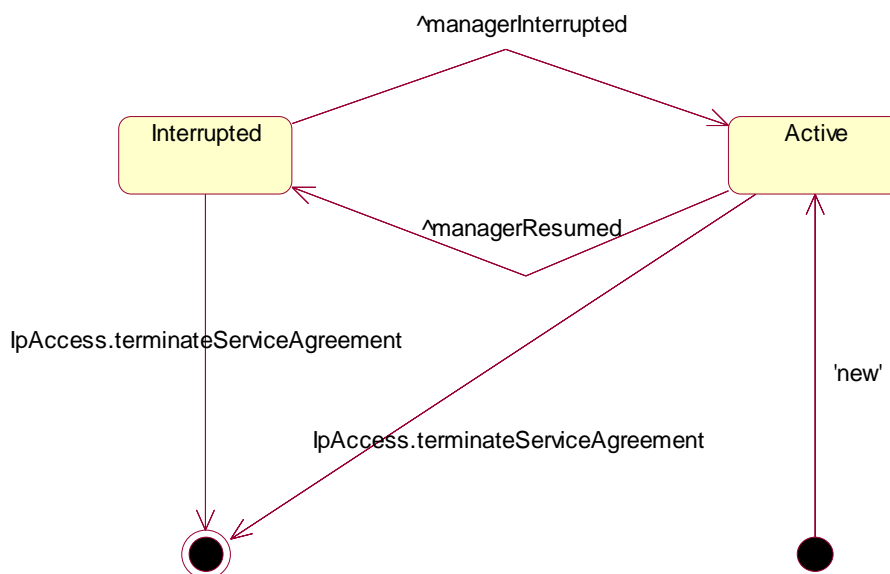 ^managerInterrupted
Interrupted
Active
^managerResumed
IpAccess.terminateServiceAgreement
'new'
IpAccess.terminateServiceAgreement